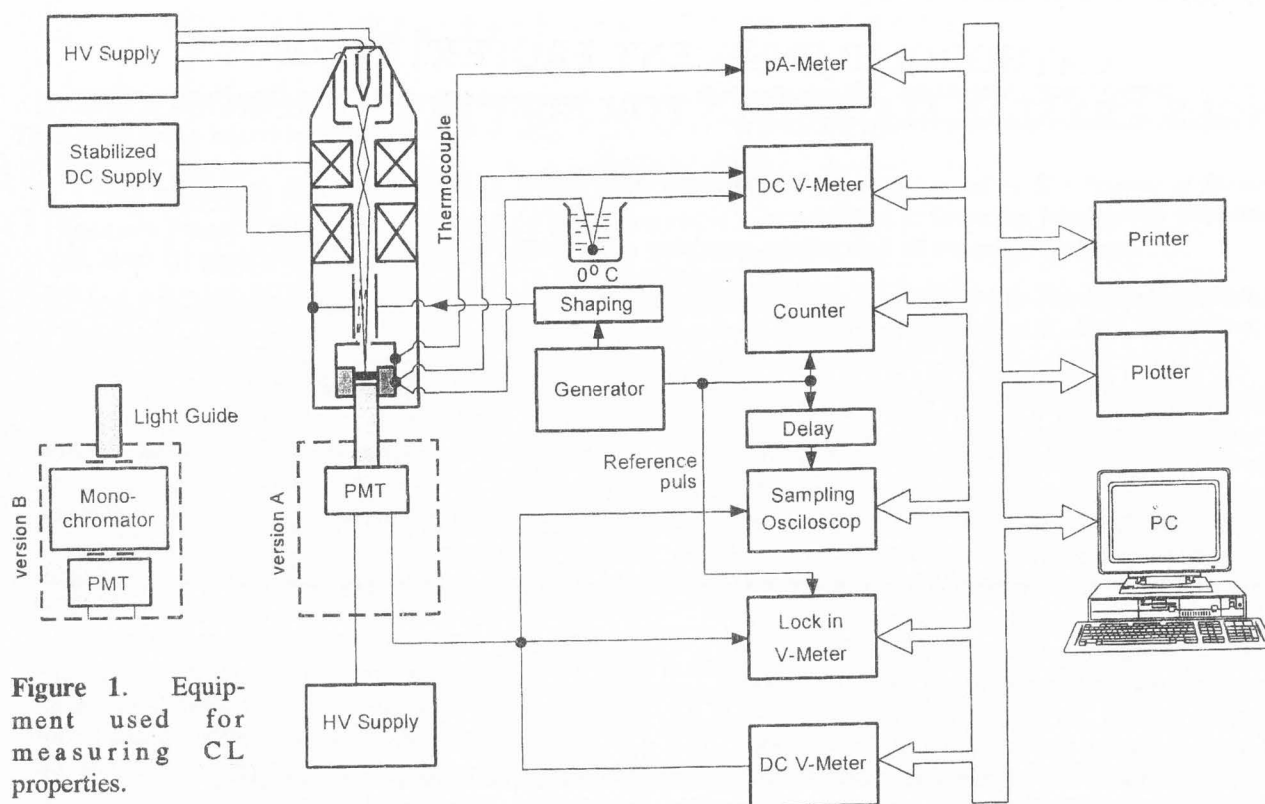 HV Supply
Stabilized
DC Supply
Thermocouple
pA-Meter
DC V-Meter
0⁰ C
Shaping
Generator
Counter
Delay
Reference
puls
Sampling
Osciloscop
Lock in
V-Meter
DC V-Meter
Printer
Plotter
PC
Light Guide
version B
Mono-
chromator
PMT
version A
PMT
HV Supply
Figure 1. Equip-
ment used for
measuring CL
properties.